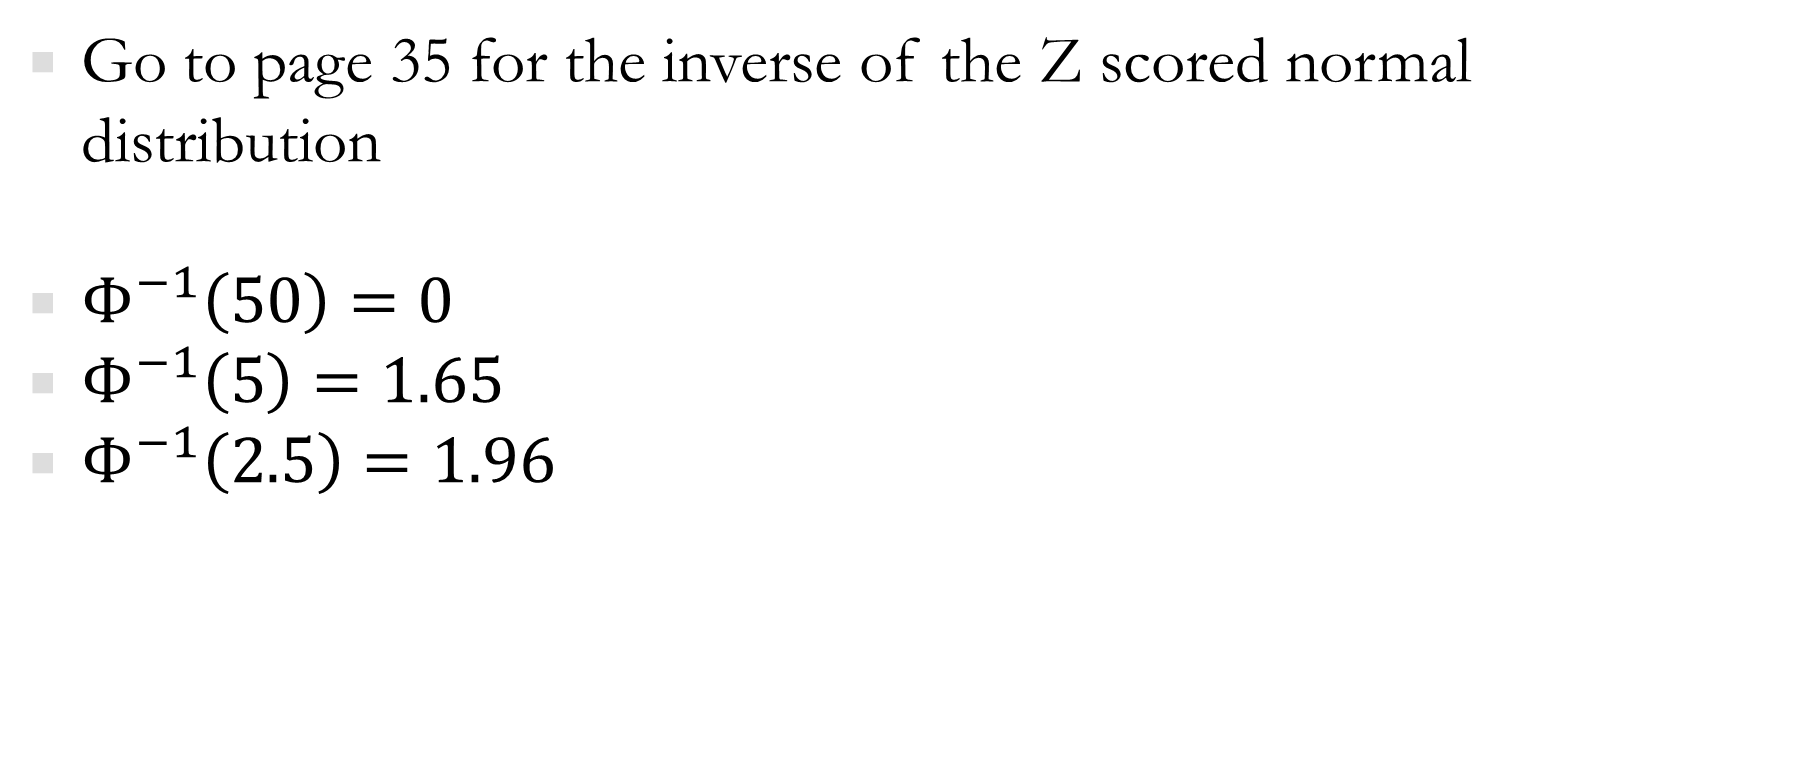 Go to page 35 for the inverse of the Z scored normal
distribution
Φ⁻¹(50) = 0
Φ⁻¹(5) = 1.65
Φ⁻¹(2.5) = 1.96